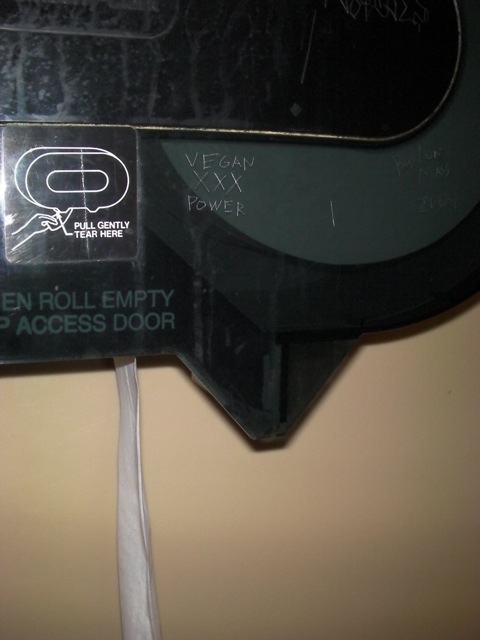 VEGAN
XXX
POWER
PULL GENTLY
TEAR HERE
EN ROLL EMPTY
P ACCESS DOOR